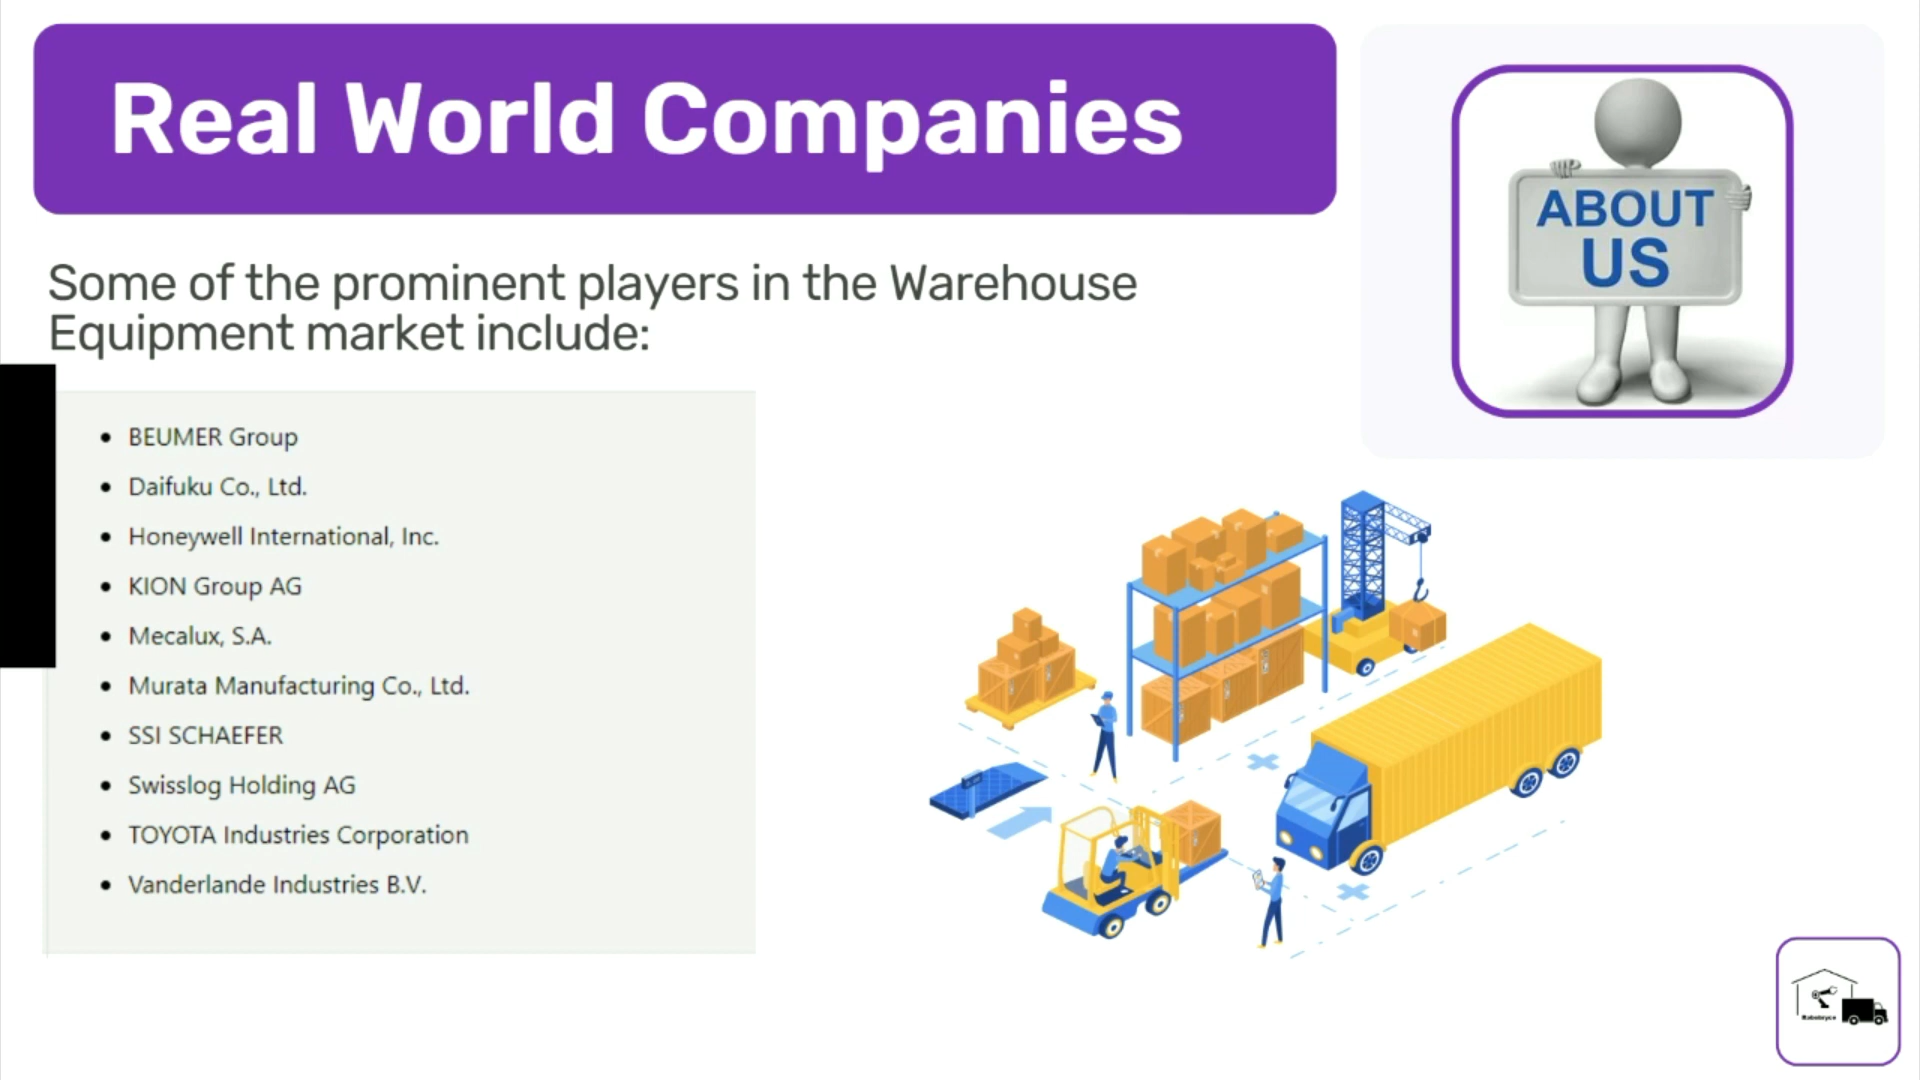 Real World Companies
ABOUT
US
Some of the prominent players in the Warehouse
Equipment market include:
• BEUMER Group
• Daifuku Co., Ltd.
• Honeywell International, Inc.
• KION Group AG
• Mecalux, S.A.
• Murata Manufacturing Co., Ltd.
• SSI SCHAEFER
• Swisslog Holding AG
• TOYOTA Industries Corporation
• Vanderlande Industries B.V.